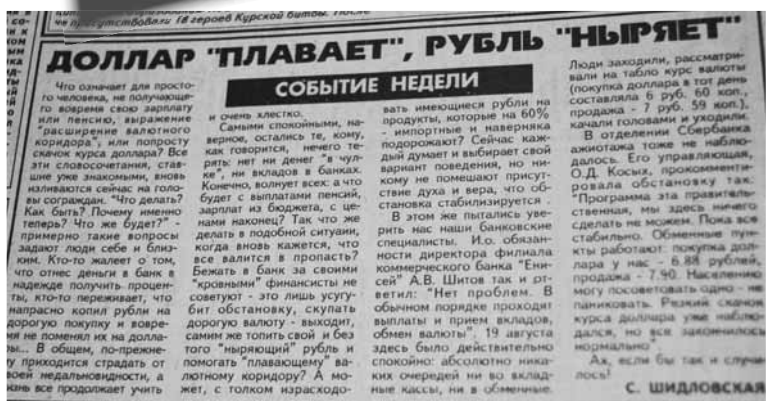 че присутствовали 18 героев Курской битвы. После
ДОЛЛАР "ПЛАВАЕТ", РУБЛЬ "НЫРЯЕТ"
СОБЫТИЕ НЕДЕЛИ
Что означает для просто-
го человека, не получающе-
го вовремя свою зарплату
или пенсию, выражение
"расширение валютного
коридора", или попросту
скачок курса доллара? Все
эти словосочетания, став-
шие уже знакомыми, вновь
изливаются сейчас на голо-
вы сограждан. "Что делать?
Как быть? Почему именно
теперь? Что же будет?" -
примерно такие вопросы
задают люди себе и близ-
ким. Кто-то жалеет о том,
что отнес деньги в банк в
надежде получить процен-
ты, кто-то переживает, что
напрасно копил рубли на
дорогую покупку и вовре-
мя не поменял их на долла-
ры... В общем, по-прежне-
му приходится страдать от
своей недальновидности, а
жизнь все продолжает учить
и очень хлестко.
Самыми спокойными, на-
верное, остались те, кому,
как говорится, нечего те-
рять: нет ни денег "в чул-
ке", ни вкладов в банках.
Конечно, волнует всех: а что
будет с выплатами пенсий,
зарплат из бюджета, с це-
нами наконец? Так что же
делать в подобной ситуаии,
когда вновь кажется, что
все валится в пропасть?
Бежать в банк за своими
"кровными" финансисты не
советуют - это лишь усугу-
бит обстановку, скупать
дорогую валюту - выходит,
самим же топить свой и без
того "ныряющий" рубль и
помогать "плавающему" ва-
лютному коридору? А мо-
жет, с толком израсходо-
вать имеющиеся рубли на
продукты, которые на 60%
- импортные и наверняка
подорожают? Сейчас каж-
дый думает и выбирает свой
вариант поведения, но ни-
кому не помешают присут-
ствие духа и вера, что об-
становка стабилизируется .
В этом же пытались уве-
рить нас наши банковские
специалисты. И.о. обязан-
ности директора филиала
коммерческого банка "Ени-
сей" А.В. Шитов так и от-
ветил: "Нет проблем. В
обычном порядке проходят
выплаты и прием вкладов,
обмен валюты". 19 августа
здесь было действительно
спокойно: абсолютно ника-
ких очередей ни во вклад-
ные кассы, ни в обменные.
Люди заходили, рассматри-
вали на табло курс валюты
(покупка доллара в тот день
составляла 6 руб. 60 коп.,
продажа - 7 руб. 59 коп.),
качали головами и уходили.
В отделении Сбербанка
ажиотажа тоже не наблю-
далось. Его управляющая,
О.Д. Косых, прокомменти-
ровала обстановку так:
"Программа эта правитель-
ственная, мы здесь ничего
сделать не можем. Пока все
стабильно. Обменные пун-
кты работают: покупка дол-
лара у нас - 6.88 рублей,
продажа - 7.90. Населению
могу посоветовать одно - не
паниковать. Резкий скачок
курса доллара уже наблю-
дался, но все закончилось
нормально".
Ах, если бы так и случи-
лось!
С. ШИДЛОВСКАЯ